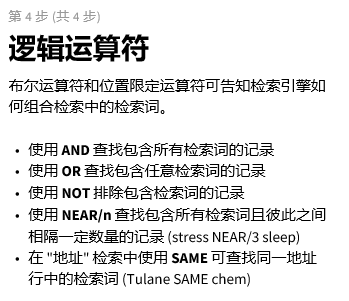 第 4 步 (共 4 步)
逻辑运算符
布尔运算符和位置限定运算符可告知检索引擎如
何组合检索中的检索词。
• 使用 AND 查找包含所有检索词的记录
• 使用 OR 查找包含任意检索词的记录
• 使用 NOT 排除包含检索词的记录
• 使用 NEAR/n 查找包含所有检索词且彼此之间
相隔一定数量的记录 (stress NEAR/3 sleep)
• 在 "地址" 检索中使用 SAME 可查找同一地址
行中的检索词 (Tulane SAME chem)